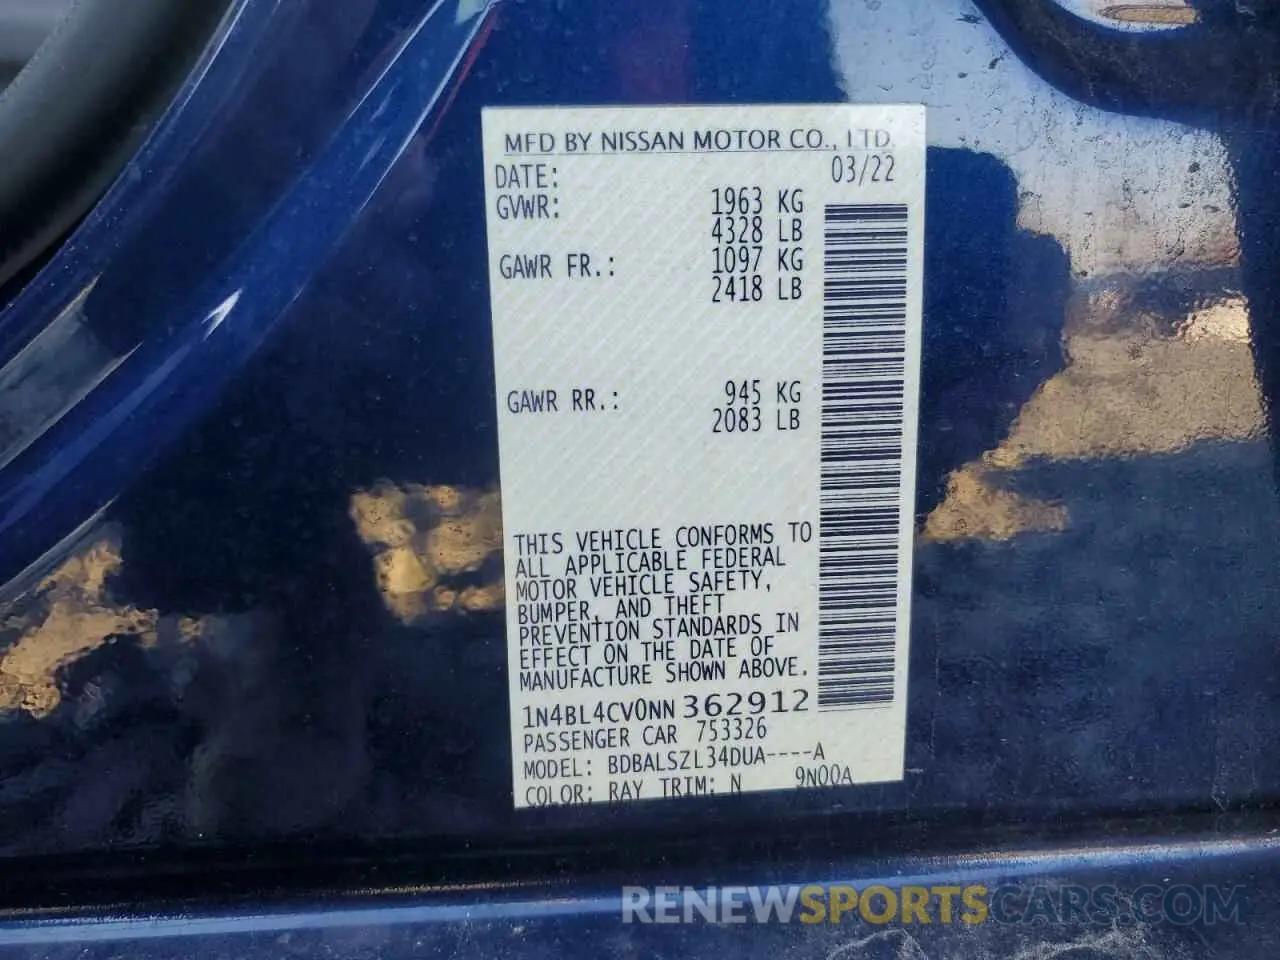 MFD BY NISSAN MOTOR CO., LTD.
DATE: 03/22
GVWR: 1963 KG
4328 LB
GAWR FR.: 1097 KG
2418 LB
GAWR RR.: 945 KG
2083 LB
THIS VEHICLE CONFORMS TO
ALL APPLICABLE FEDERAL
MOTOR VEHICLE SAFETY,
BUMPER, AND THEFT
PREVENTION STANDARDS IN
EFFECT ON THE DATE OF
MANUFACTURE SHOWN ABOVE.
1N4BL4CV0NN362912
PASSENGER CAR 753326
MODEL: BDBALSZL34DUA----A
COLOR: RAY TRIM: N 9N00A
RENEWSPORTSCARS.COM